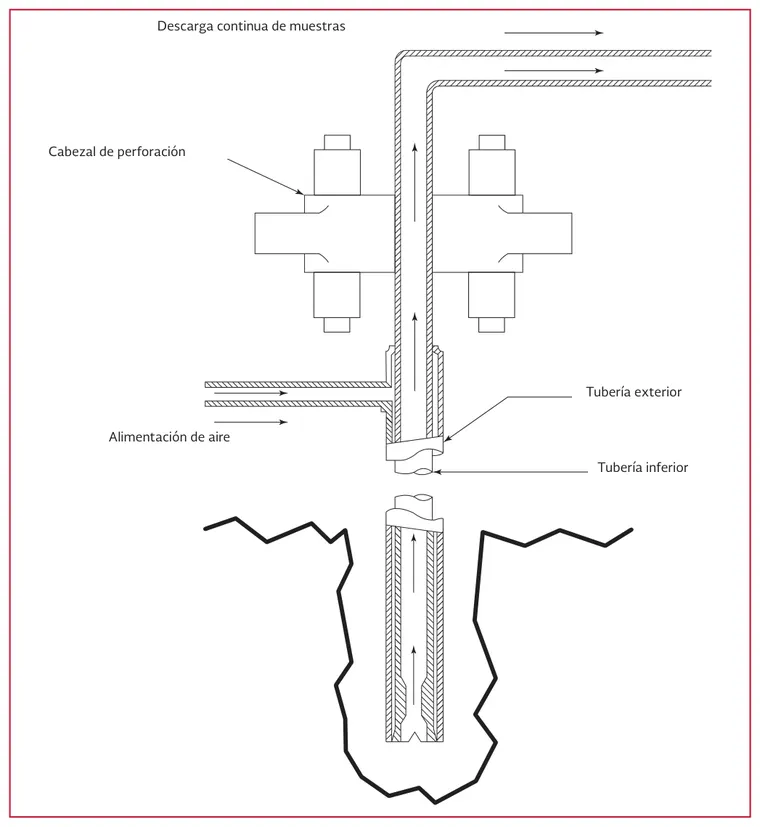 Descarga continua de muestras
Cabezal de perforación
Tubería exterior
Alimentación de aire
Tubería inferior